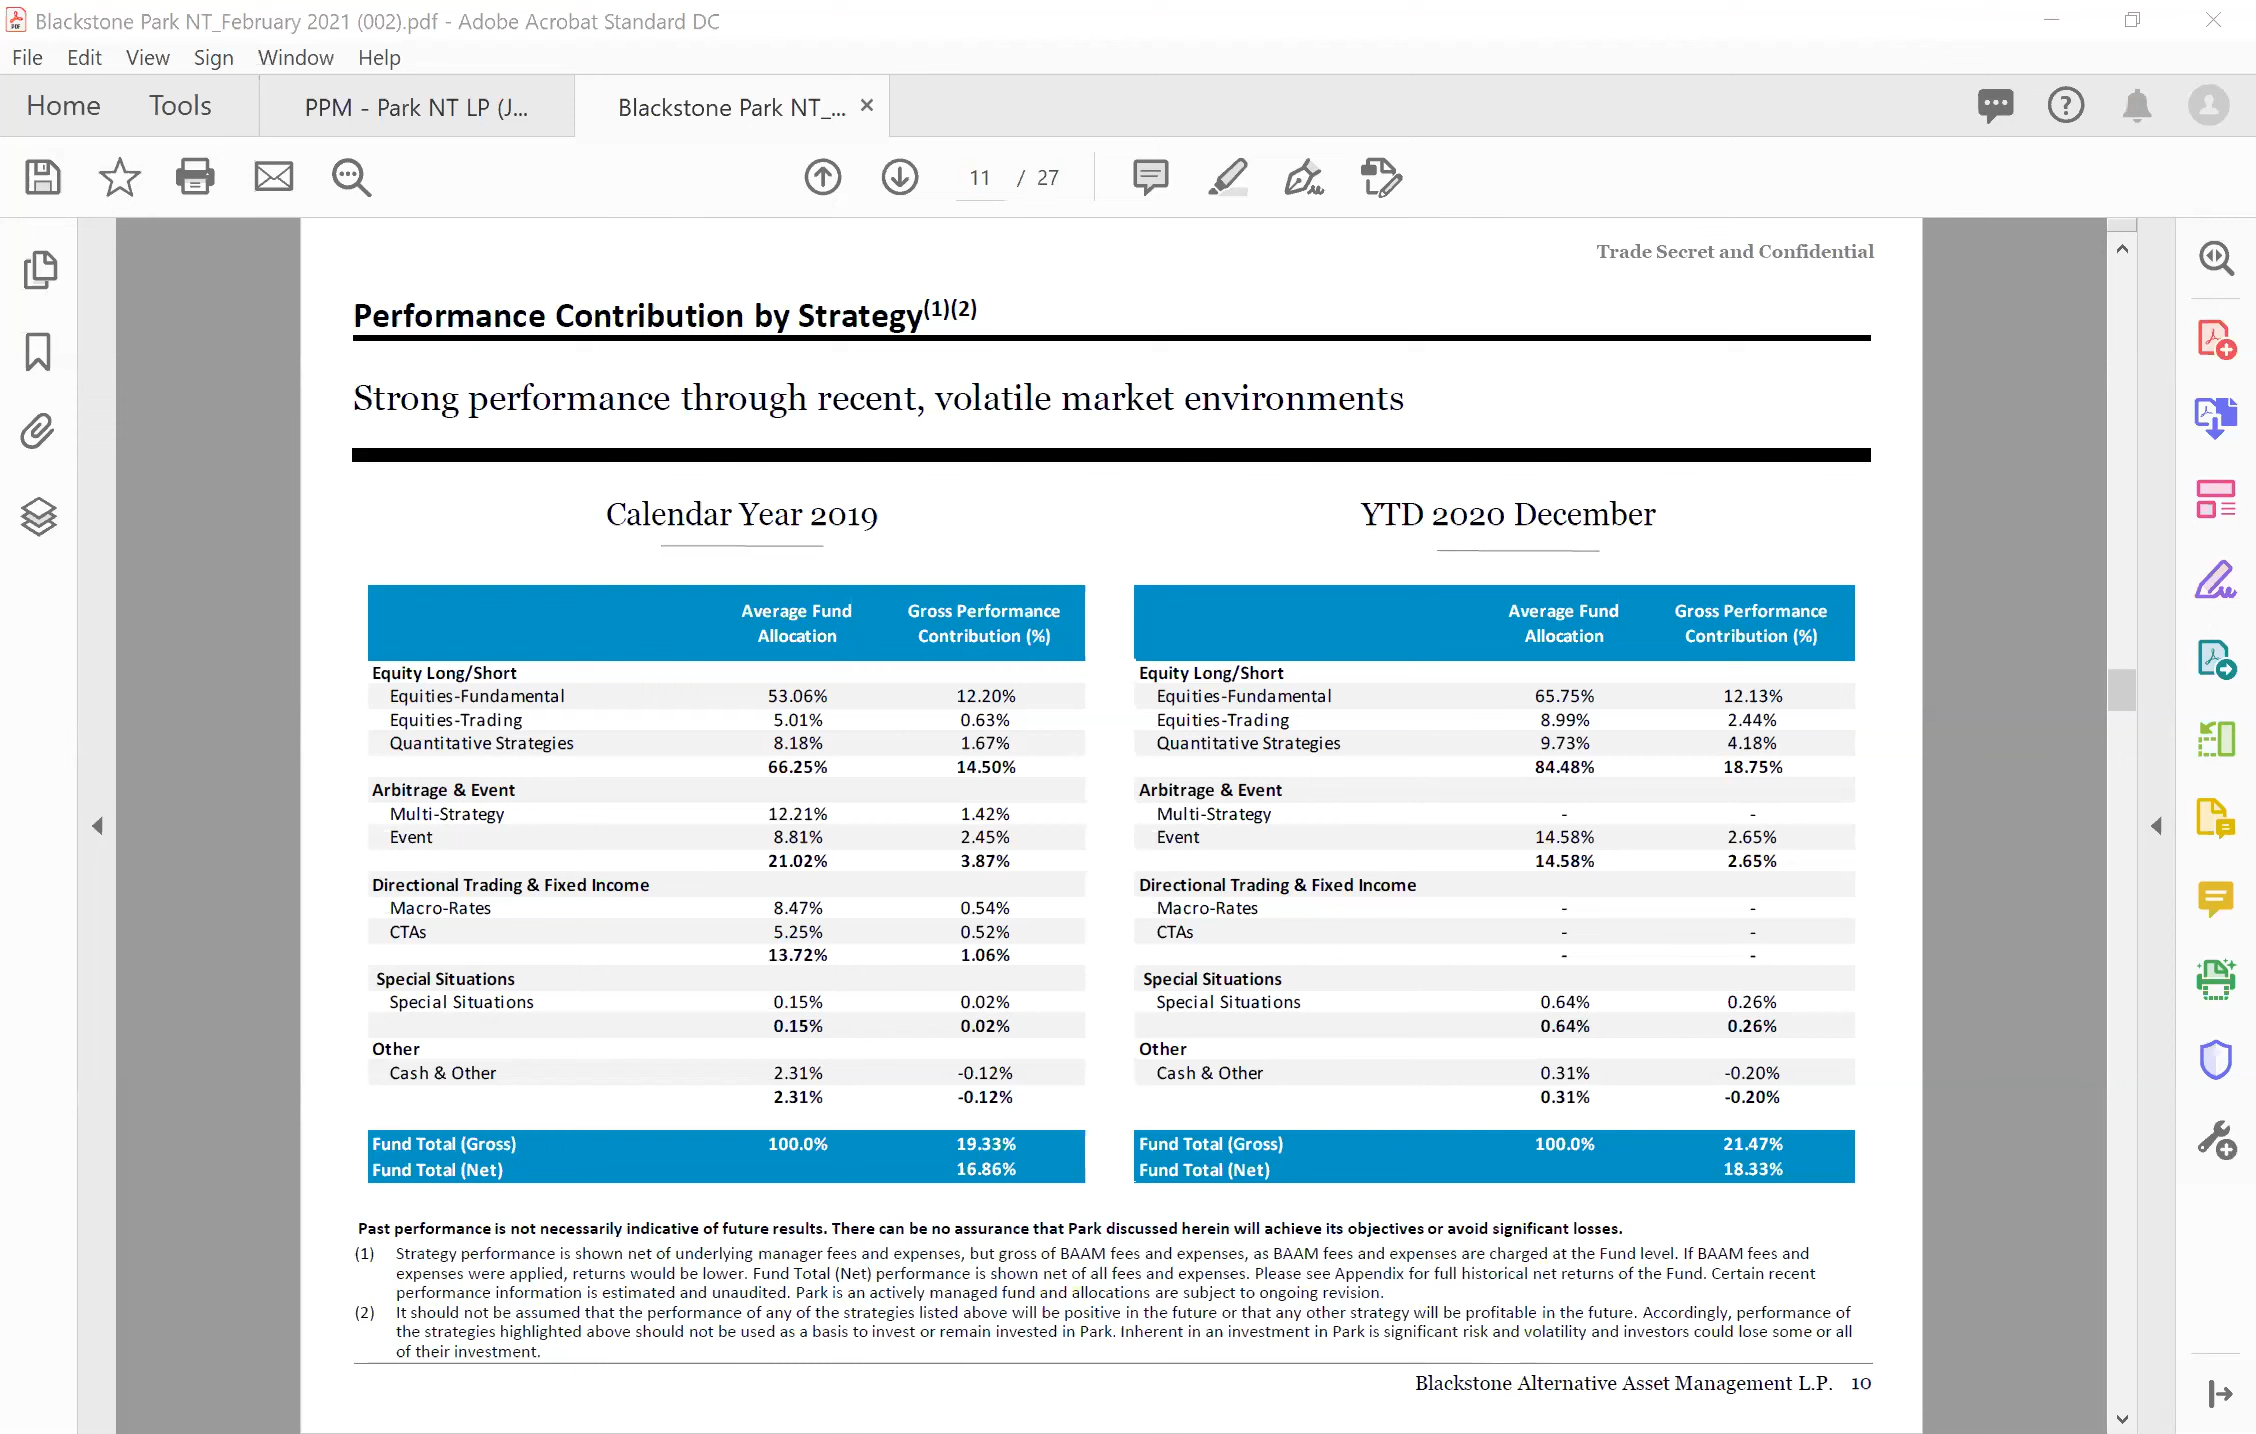 Blackstone Park NT_February 2021 (002).pdf - Adobe Acrobat Standard DC
File Edit View Sign Window Help
Home Tools PPM - Park NT LP (J... Blackstone Park NT_...
11 / 27
Trade Secret and Confidential
Performance Contribution by Strategy(1)(2)
Strong performance through recent, volatile market environments
Calendar Year 2019
Average Fund Allocation Gross Performance Contribution (%)
Equity Long/Short
Equities-Fundamental 53.06% 12.20%
Equities-Trading 5.01% 0.63%
Quantitative Strategies 8.18% 1.67%
66.25% 14.50%
Arbitrage & Event
Multi-Strategy 12.21% 1.42%
Event 8.81% 2.45%
21.02% 3.87%
Directional Trading & Fixed Income
Macro-Rates 8.47% 0.54%
CTAs 5.25% 0.52%
13.72% 1.06%
Special Situations
Special Situations 0.15% 0.02%
0.15% 0.02%
Other
Cash & Other 2.31% -0.12%
2.31% -0.12%
Fund Total (Gross) 100.0% 19.33%
Fund Total (Net) 16.86%
YTD 2020 December
Average Fund Allocation Gross Performance Contribution (%)
Equity Long/Short
Equities-Fundamental 65.75% 12.13%
Equities-Trading 8.99% 2.44%
Quantitative Strategies 9.73% 4.18%
84.48% 18.75%
Arbitrage & Event
Multi-Strategy - -
Event 14.58% 2.65%
14.58% 2.65%
Directional Trading & Fixed Income
Macro-Rates - -
CTAs - -
- -
Special Situations
Special Situations 0.64% 0.26%
0.64% 0.26%
Other
Cash & Other 0.31% -0.20%
0.31% -0.20%
Fund Total (Gross) 100.0% 21.47%
Fund Total (Net) 18.33%
Past performance is not necessarily indicative of future results. There can be no assurance that Park discussed herein will achieve its objectives or avoid significant losses.
(1) Strategy performance is shown net of underlying manager fees and expenses, but gross of BAAM fees and expenses, as BAAM fees and expenses are charged at the Fund level. If BAAM fees and
expenses were applied, returns would be lower. Fund Total (Net) performance is shown net of all fees and expenses. Please see Appendix for full historical net returns of the Fund. Certain recent
performance information is estimated and unaudited. Park is an actively managed fund and allocations are subject to ongoing revision.
(2) It should not be assumed that the performance of any of the strategies listed above will be positive in the future or that any other strategy will be profitable in the future. Accordingly, performance of
the strategies highlighted above should not be used as a basis to invest or remain invested in Park. Inherent in an investment in Park is significant risk and volatility and investors could lose some or all
of their investment.
Blackstone Alternative Asset Management L.P. 10